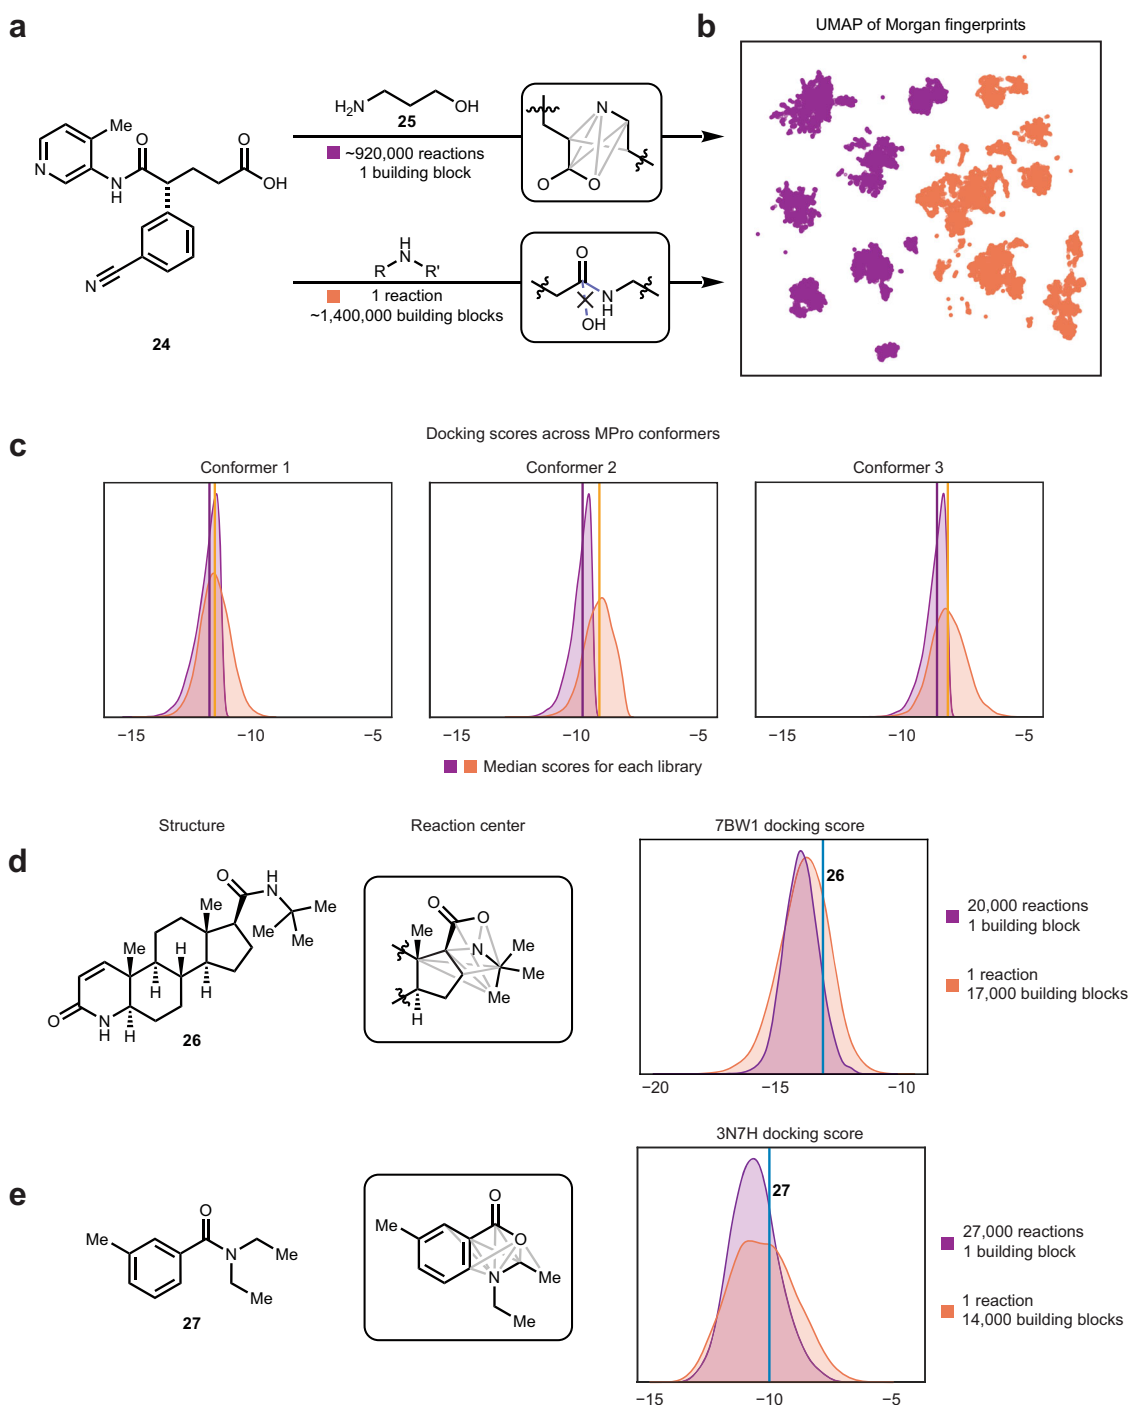 a
H₂N
OH
25
~920,000 reactions
1 building block
N
O
O
Me
O
O
N
N
H
OH
N
24
H
N
R
R'
1 reaction
~1,400,000 building blocks
O
N
H
OH
b
UMAP of Morgan fingerprints
c
Docking scores across MPro conformers
Conformer 1
Conformer 2
Conformer 3
−15
−10
−5
−15
−10
−5
−15
−10
−5
Median scores for each library
Structure
Reaction center
7BW1 docking score
d
O
H
N
Me
Me
Me
Me
Me
H
H
H
H
O
N
H
26
O
O
Me
N
Me
Me
Me
H
26
−20
−15
−10
20,000 reactions
1 building block
1 reaction
17,000 building blocks
3N7H docking score
e
O
Me
N
Me
Me
27
O
Me
O
N
Me
Me
27
−15
−10
−5
27,000 reactions
1 building block
1 reaction
14,000 building blocks